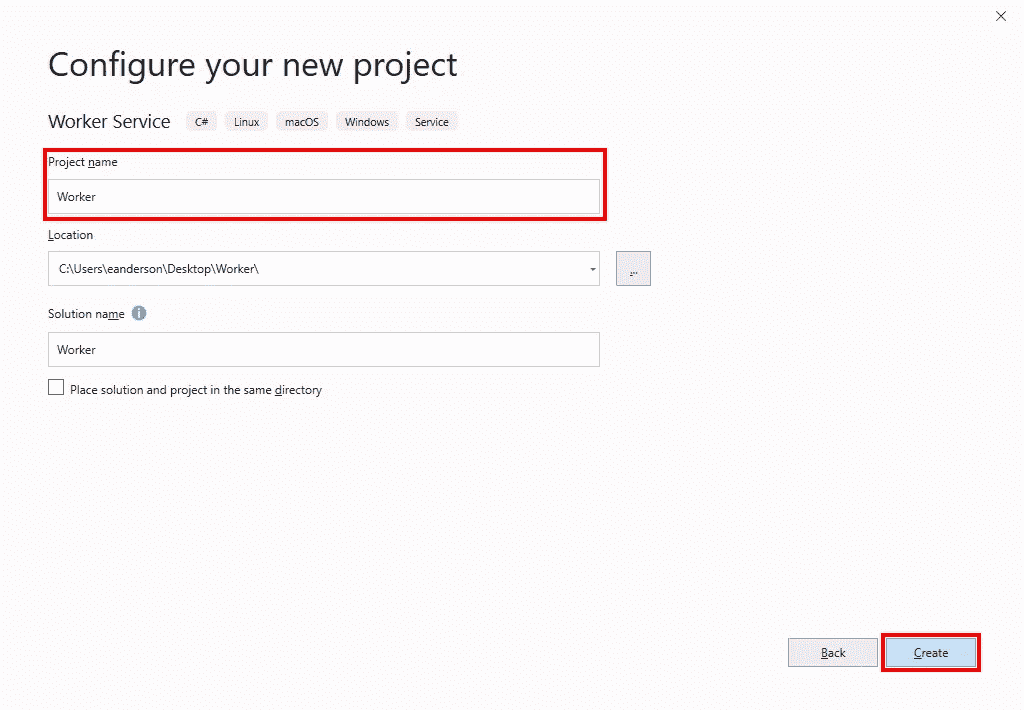 Configure your new project
Worker Service C# Linux macOS Windows Service
Project name
Worker
Location
C:\Users\eanderson\Desktop\Worker\
...
Solution name i
Worker
Place solution and project in the same directory
Back Create